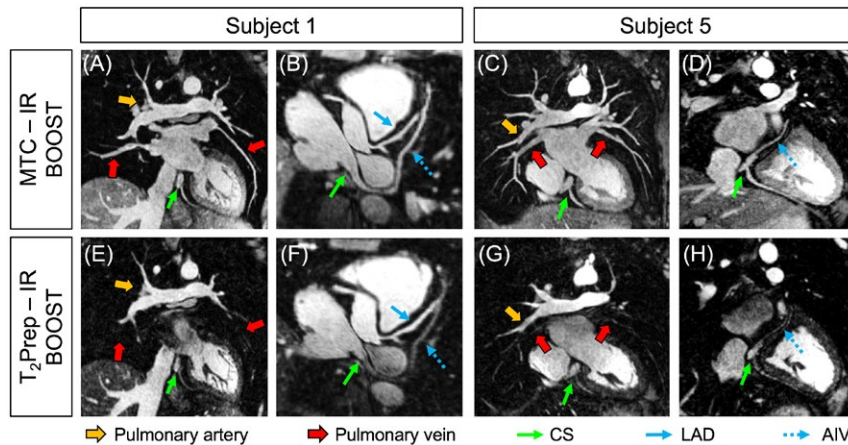 Subject 1
Subject 5
MTC – IR
BOOST
(A)
(B)
(C)
(D)
T₂Prep – IR
BOOST
(E)
(F)
(G)
(H)
Pulmonary artery
Pulmonary vein
CS
LAD
AIV